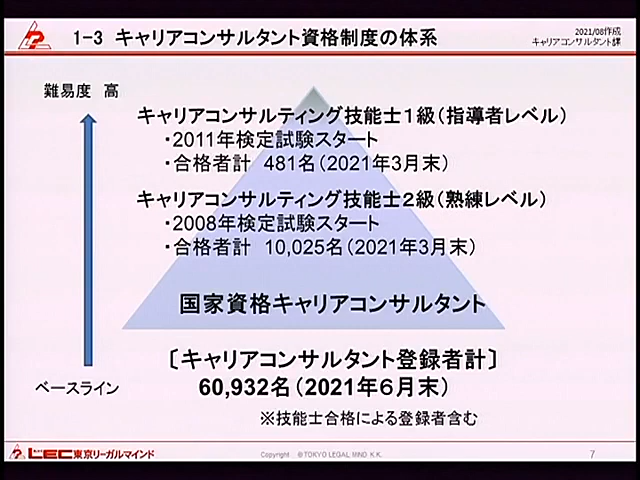 1-3 キャリアコンサルタント資格制度の体系
2021/08作成
キャリアコンサルタント課
難易度 高
キャリアコンサルティング技能士1級(指導者レベル)
・2011年検定試験スタート
・合格者計 481名(2021年3月末)
キャリアコンサルティング技能士2級(熟練レベル)
・2008年検定試験スタート
・合格者計 10,025名(2021年3月末)
国家資格キャリアコンサルタント
〔キャリアコンサルタント登録者計〕
60,932名(2021年6月末)
ベースライン
※技能士合格による登録者含む
LEC東京リーガルマインド
Copyright ©TOKYO LEGAL MIND K.K.
7